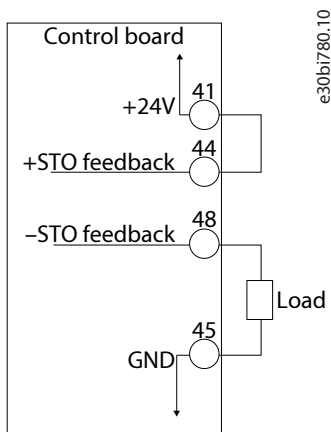 Control board
e30bi780.10
41
+24V
44
+STO feedback
48
–STO feedback
Load
45
GND